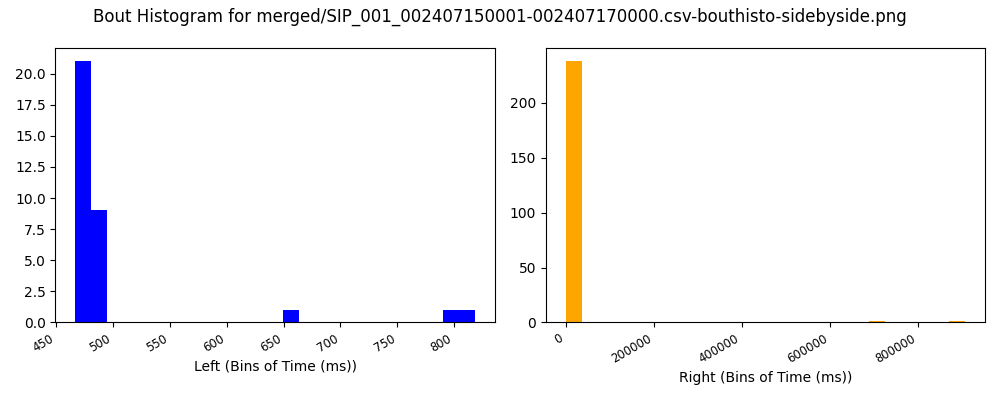 Bout Histogram for merged/SIP_001_002407150001-002407170000.csv-bouthisto-sidebyside.png
20.0
17.5
15.0
12.5
10.0
7.5
5.0
2.5
0.0
450 500 550 600 650 700 750 800
Left (Bins of Time (ms))
200
150
100
50
0
0 200000 400000 600000 800000
Right (Bins of Time (ms))